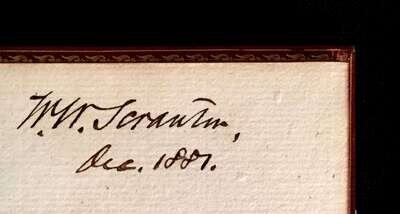 W.W. Scranton,
Dec. 1881.